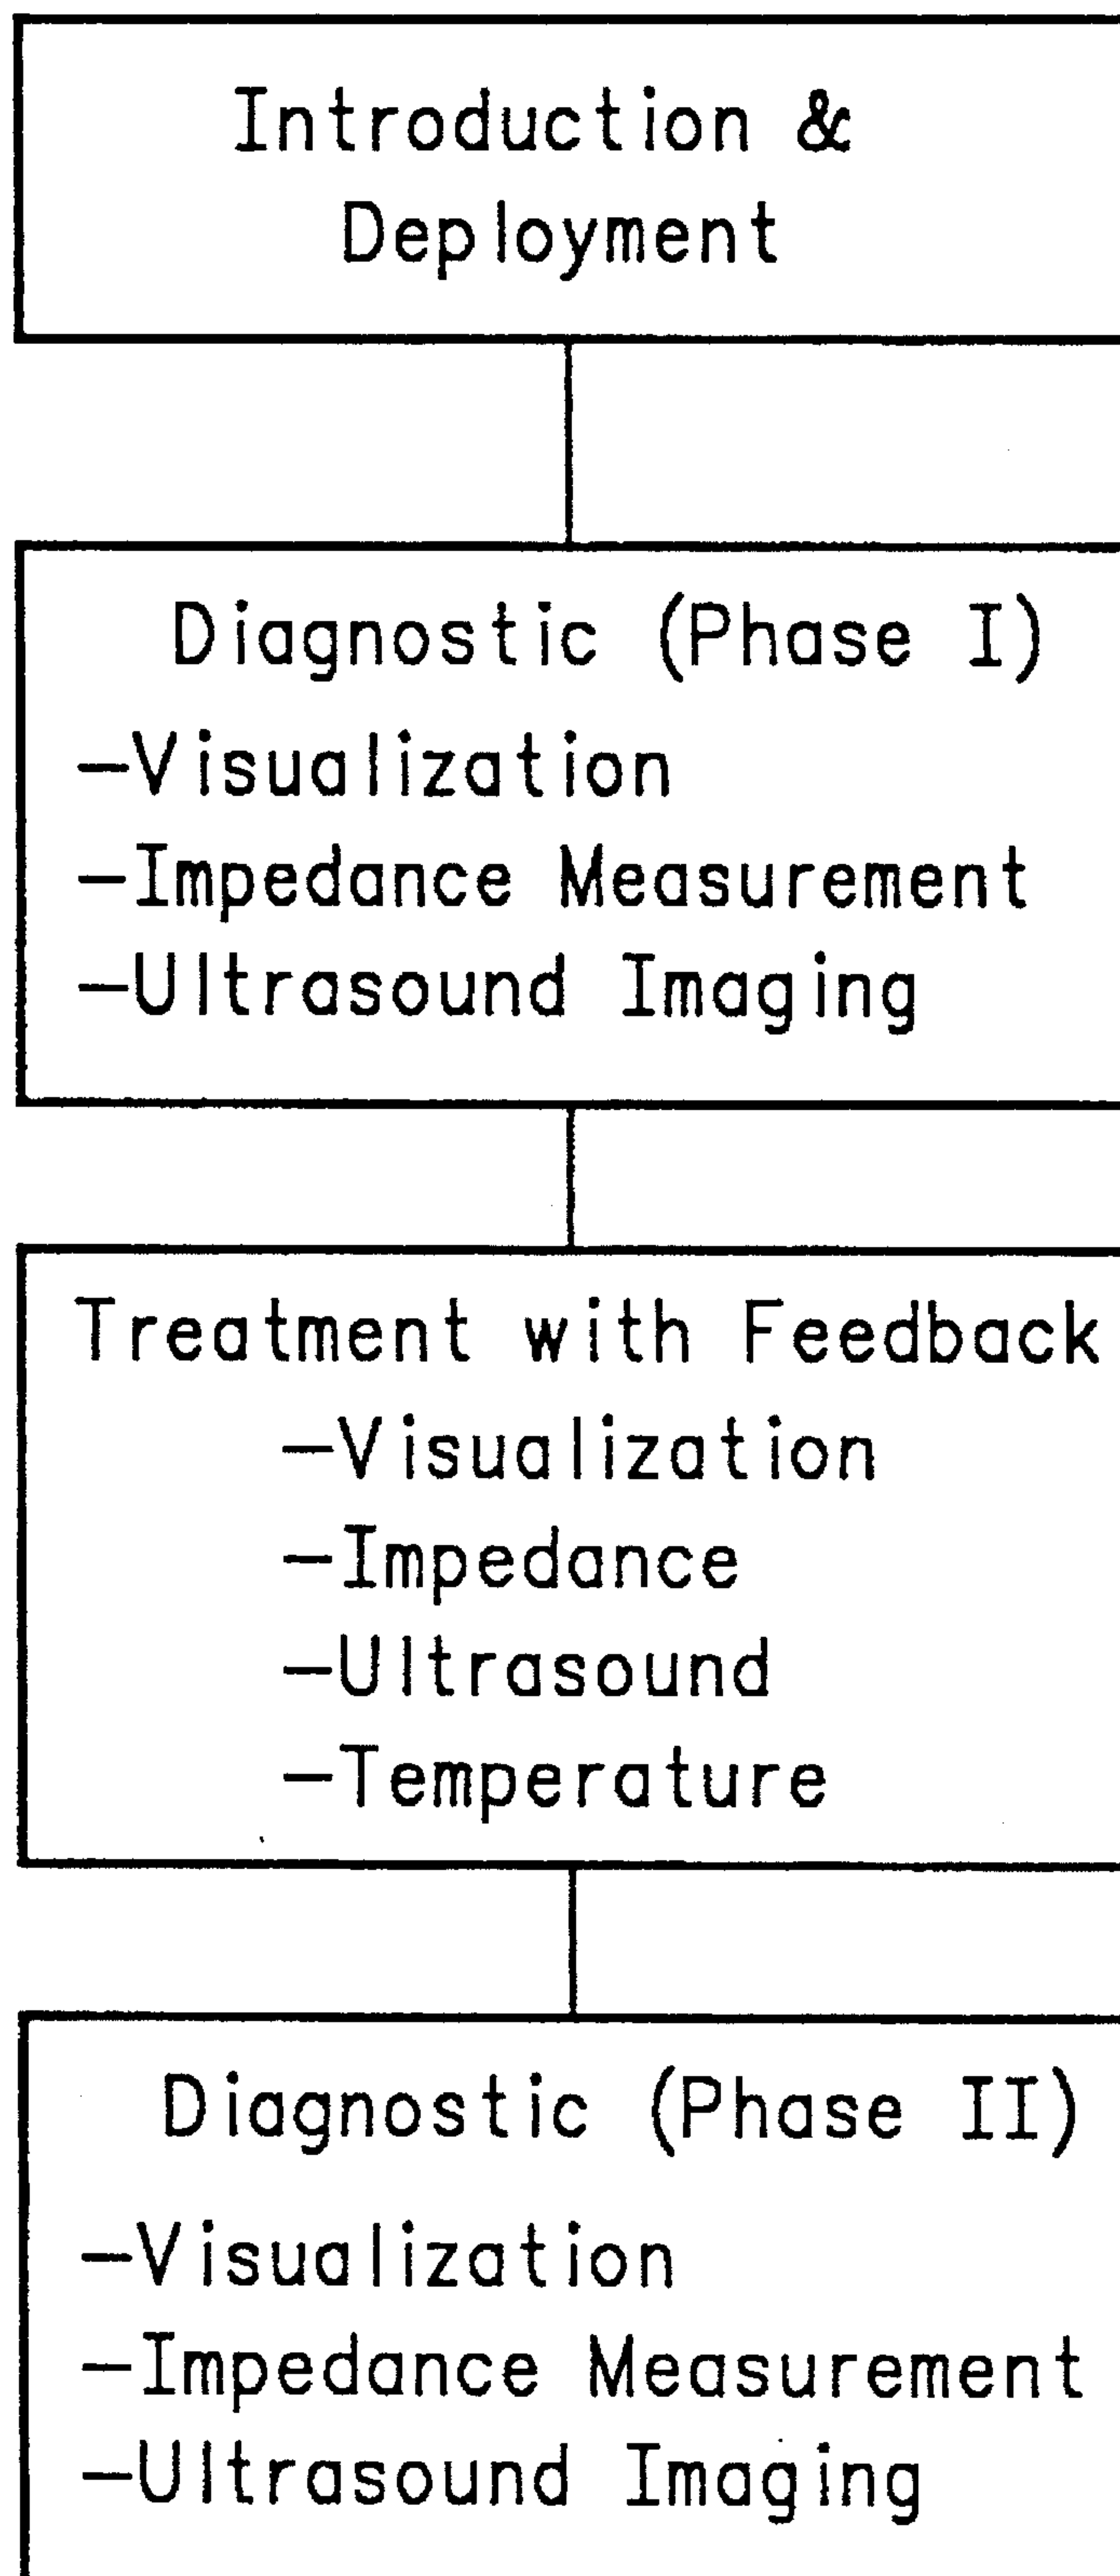 Introduction &
Deployment
Diagnostic (Phase I)
-Visualization
-Impedance Measurement
-Ultrasound Imaging
Treatment with Feedback
-Visualization
-Impedance
-Ultrasound
-Temperature
Diagnostic (Phase II)
-Visualization
-Impedance Measurement
-Ultrasound Imaging